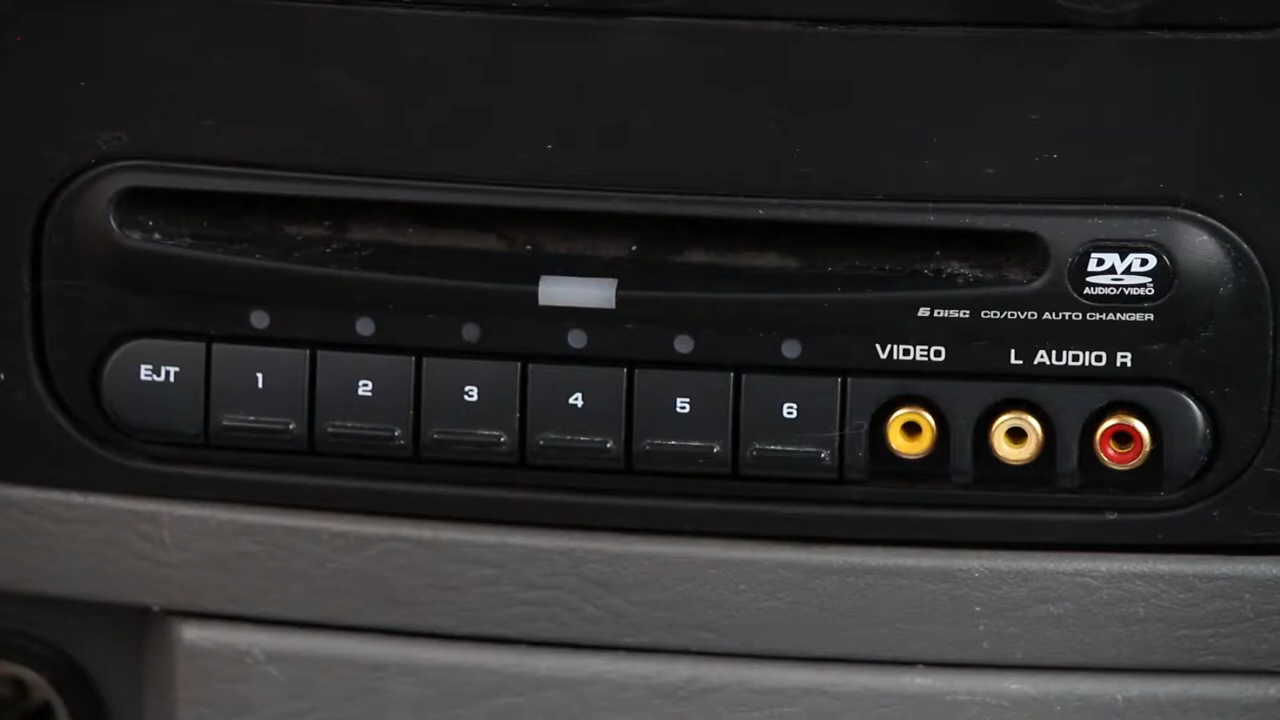 DVD
AUDIO/VIDEO
6 DISC CD/DVD AUTO CHANGER
VIDEO L AUDIO R
EJT 1 2 3 4 5 6